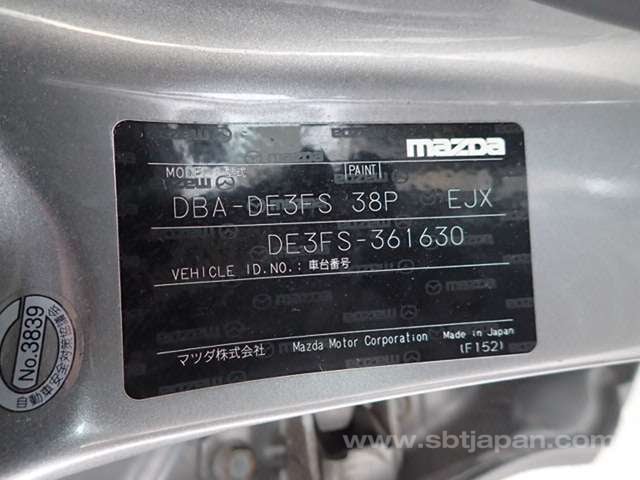 mazda
MODEL 型式 PAINT
DBA-DE3FS 38P EJX
DE3FS-361630
VEHICLE ID.NO.: 車台番号
マツダ株式会社 Mazda Motor Corporation Made in Japan
(F152)
No.3839
www.sbtjapan.com